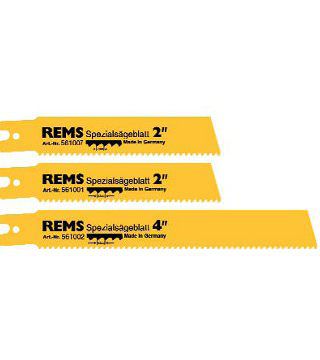 REMS Spezialsägeblatt 2"
Art.-Nr. 561007 Made in Germany
REMS Spezialsägeblatt 2"
Art.-Nr. 561001 Made in Germany
REMS Spezialsägeblatt 4"
Art.-Nr. 561002 Made in Germany